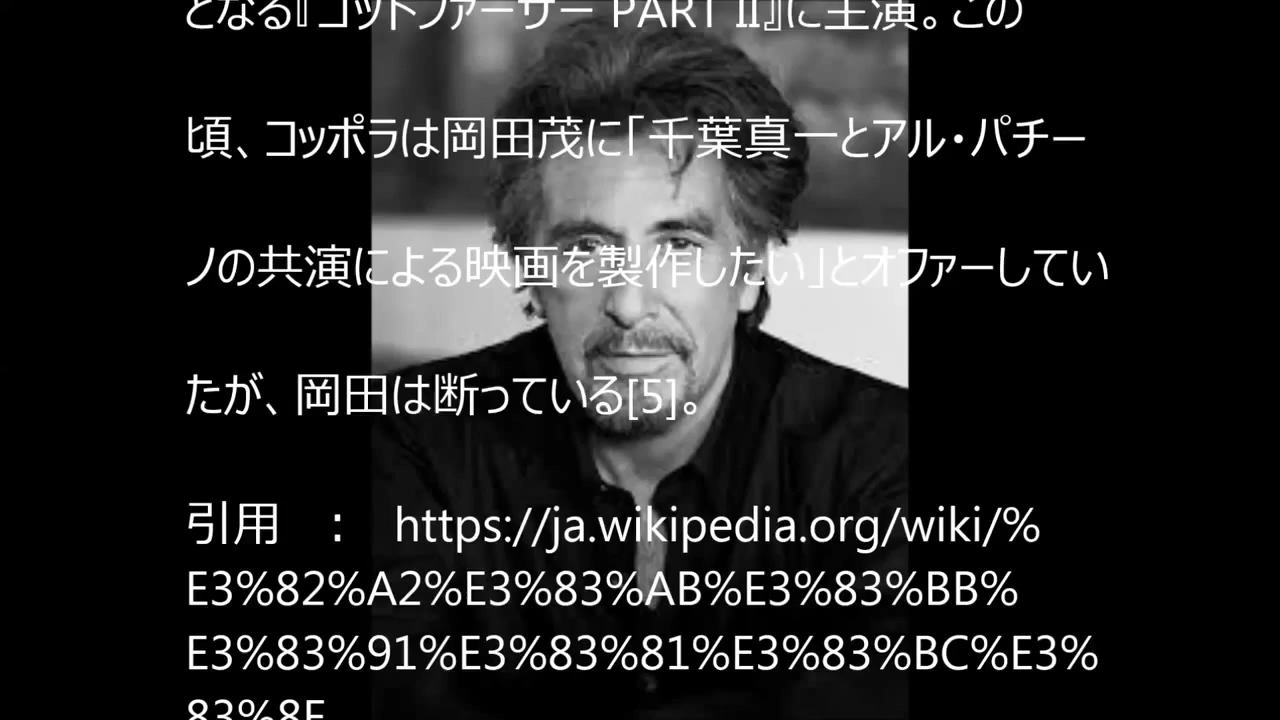 となる『ゴッドファーザー PART II』に主演。この
頃、コッポラは岡田茂に「千葉真一とアル・パチー
ノの共演による映画を製作したい」とオファーしてい
たが、岡田は断っている[5]。
引用　：　https://ja.wikipedia.org/wiki/%
E3%82%A2%E3%83%AB%E3%83%BB%
E3%83%91%E3%83%81%E3%83%BC%E3%
83%8E